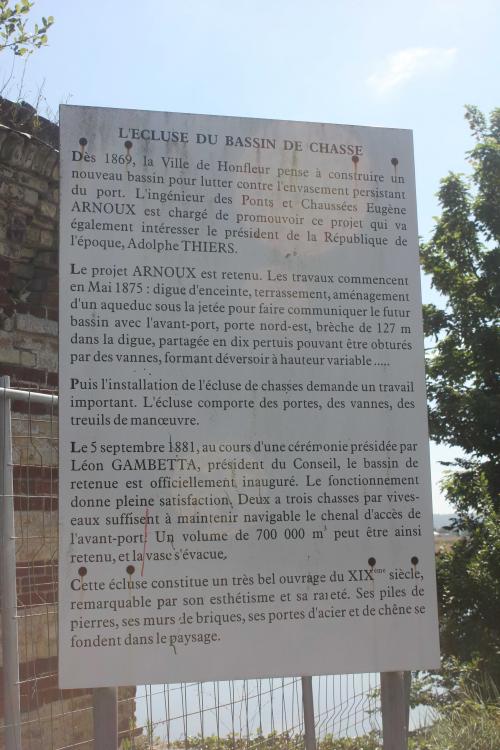 L'ECLUSE DU BASSIN DE CHASSE
Dès 1869, la Ville de Honfleur pense à construire un
nouveau bassin pour lutter contre l'envasement persistant
du port. L'ingénieur des Ponts et Chaussées Eugène
ARNOUX est chargé de promouvoir ce projet qui va
également intéresser le président de la République de
l'époque, Adolphe THIERS.
Le projet ARNOUX est retenu. Les travaux commencent
en Mai 1875 : digue d'enceinte, terrassement, aménagement
d'un aqueduc sous la jetée pour faire communiquer le futur
bassin avec l'avant-port, porte nord-est, brèche de 127 m
dans la digue, partagée en dix pertuis pouvant être obturés
par des vannes, formant déversoir à hauteur variable .....
Puis l'installation de l'écluse de chasses demande un travail
important. L'écluse comporte des portes, des vannes, des
treuils de manœuvre.
Le 5 septembre 1881, au cours d'une cérémonie présidée par
Léon GAMBETTA, président du Conseil, le bassin de
retenue est officiellement inauguré. Le fonctionnement
donne pleine satisfaction. Deux a trois chasses par vives-
eaux suffisent à maintenir navigable le chenal d'accès de
l'avant-port. Un volume de 700 000 m³ peut être ainsi
retenu, et la vase s'évacue.
Cette écluse constitue un très bel ouvrage du XIXème siècle,
remarquable par son esthétisme et sa rareté. Ses piles de
pierres, ses murs de briques, ses portes d'acier et de chêne se
fondent dans le paysage.